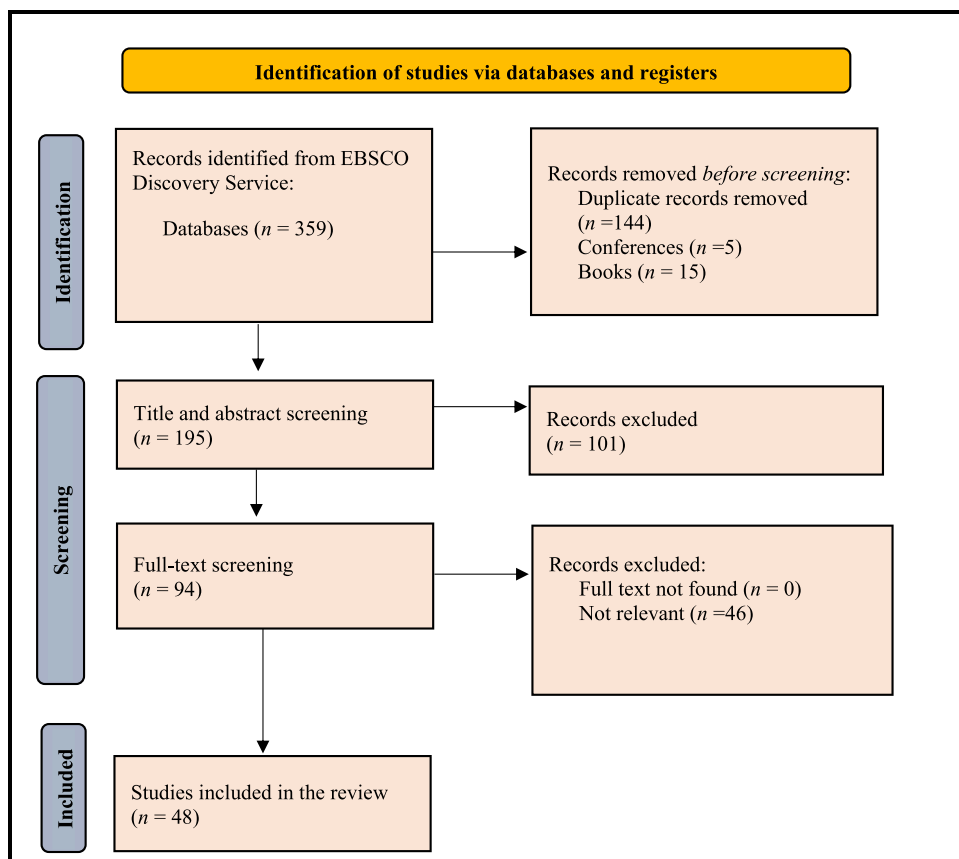 Identification of studies via databases and registers
Identification
Records identified from EBSCO
Discovery Service:
Databases (n = 359)
Records removed before screening:
Duplicate records removed
(n =144)
Conferences (n =5)
Books (n = 15)
Screening
Title and abstract screening
(n = 195)
Records excluded
(n = 101)
Full-text screening
(n = 94)
Records excluded:
Full text not found (n = 0)
Not relevant (n =46)
Included
Studies included in the review
(n = 48)